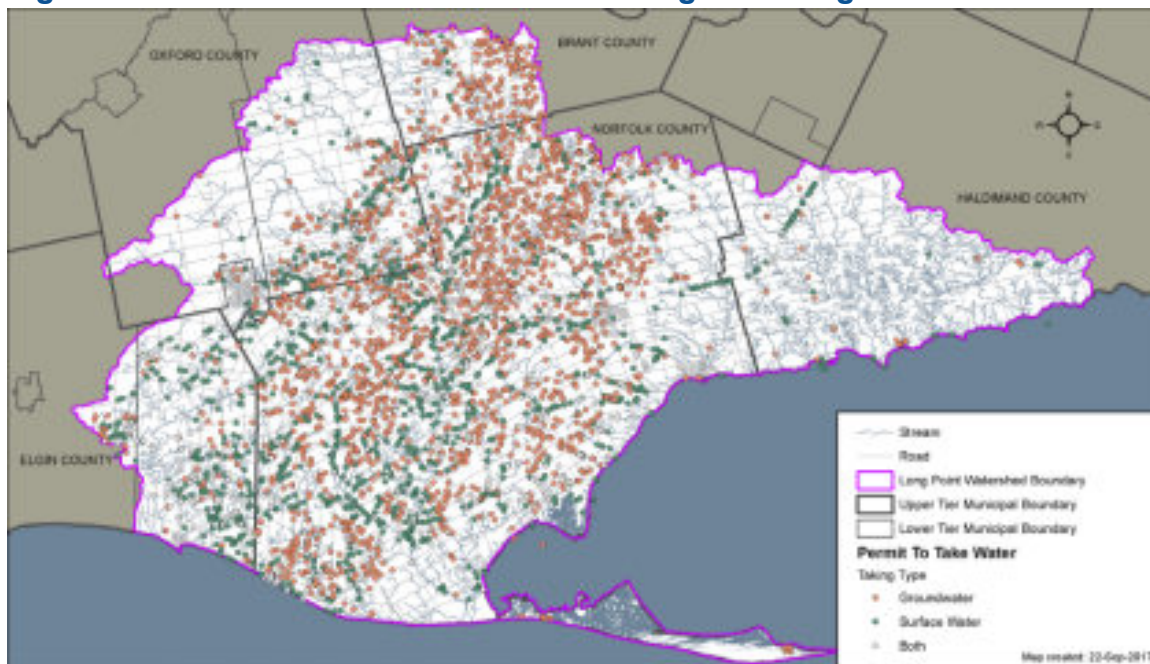 OXFORD COUNTY
BRANT COUNTY
NORFOLK COUNTY
HALDIMAND COUNTY
ELGIN COUNTY
N
W
S
Stream
Road
Long Point Watershed Boundary
Upper Tier Municipal Boundary
Lower Tier Municipal Boundary
Permit To Take Water
Taking Type
Groundwater
Surface Water
Both
Map created: 22-Sep-2017